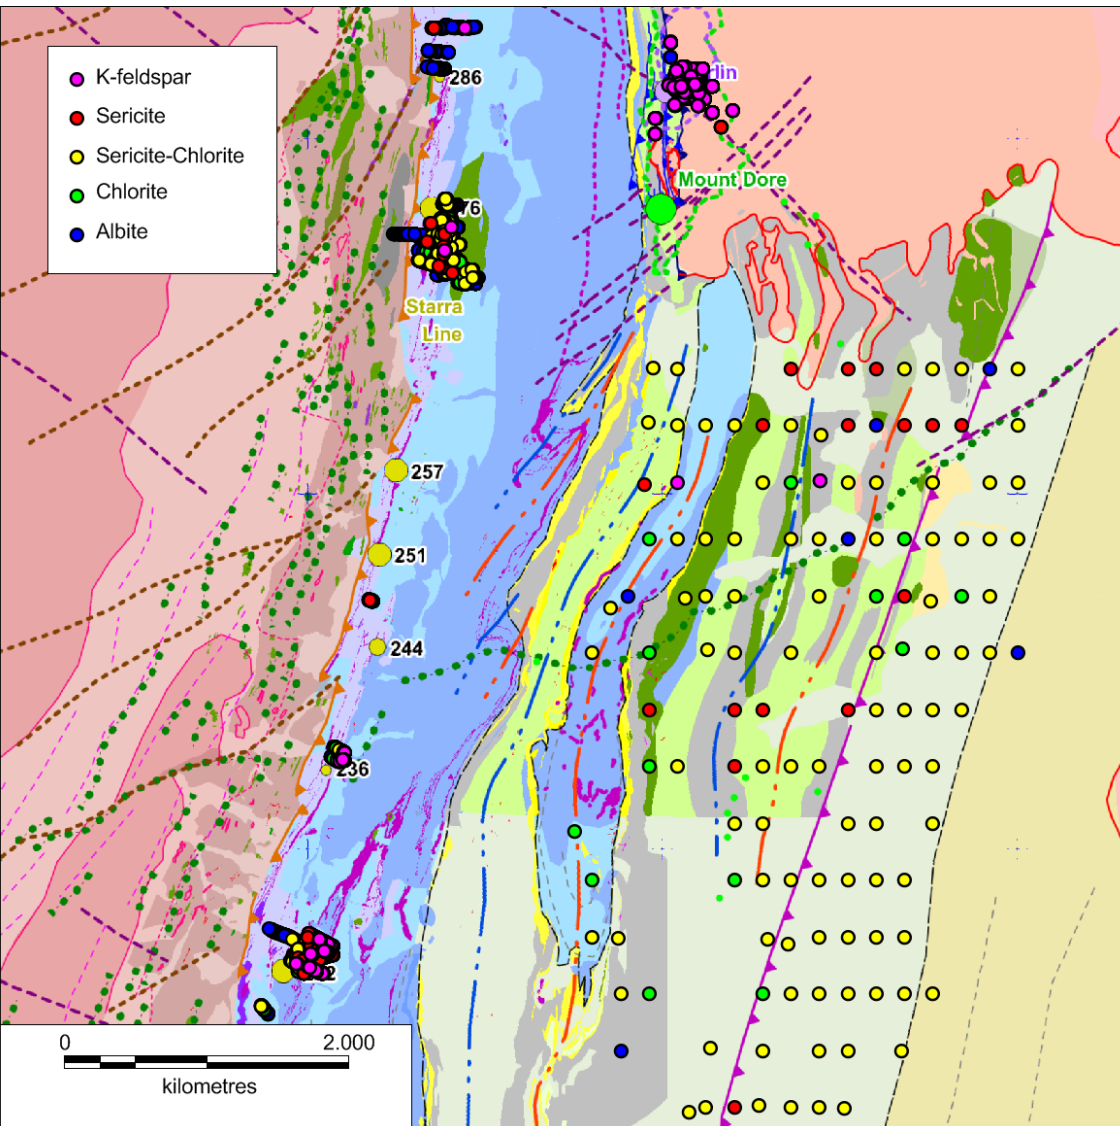 K-feldspar
Sericite
Sericite-Chlorite
Chlorite
Albite
286
Mount Dore
Starra
Line
257
251
244
236
0
2.000
kilometres